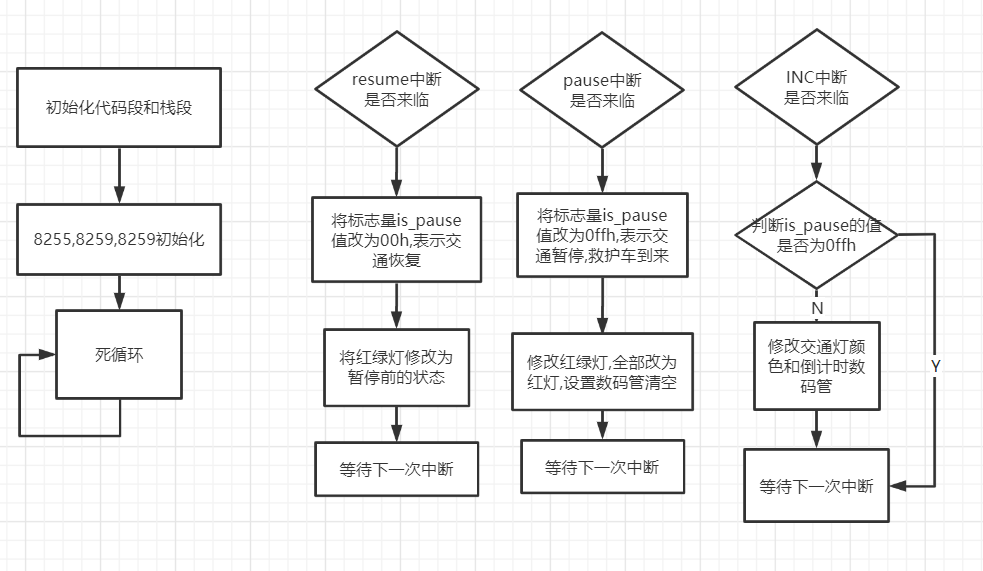 初始化代码段和栈段
8255,8259,8259初始化
死循环
resume中断
是否来临
将标志量is_pause
值改为00h,表示交
通恢复
将红绿灯修改为
暂停前的状态
等待下一次中断
pause中断
是否来临
将标志量is_pause
值改为0ffh,表示交
通暂停,救护车到来
修改红绿灯,全部改为
红灯,设置数码管清空
等待下一次中断
INC中断
是否来临
判断is_pause的值
是否为0ffh
N
Y
修改交通灯颜
色和倒计时数
码管
等待下一次中断